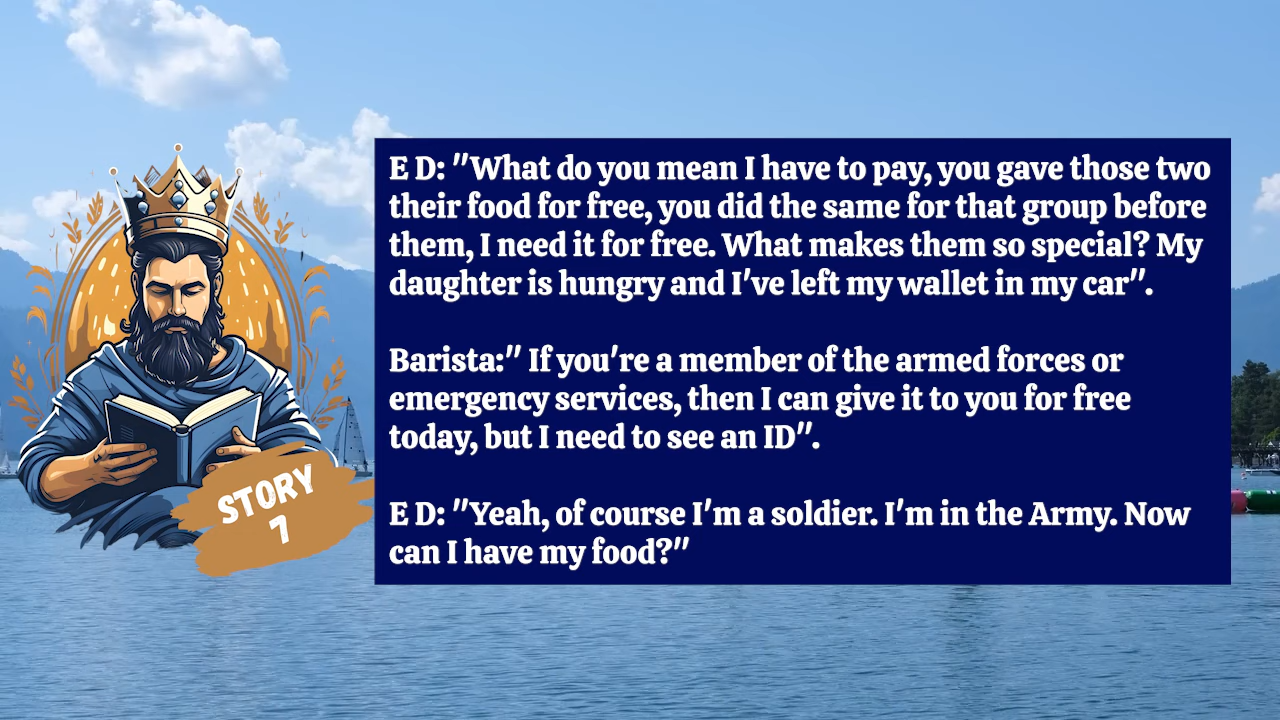 E D: "What do you mean I have to pay, you gave those two
their food for free, you did the same for that group before
them, I need it for free. What makes them so special? My
daughter is hungry and I've left my wallet in my car".
Barista:" If you're a member of the armed forces or
emergency services, then I can give it to you for free
today, but I need to see an ID".
E D: "Yeah, of course I'm a soldier. I'm in the Army. Now
can I have my food?"
STORY
7